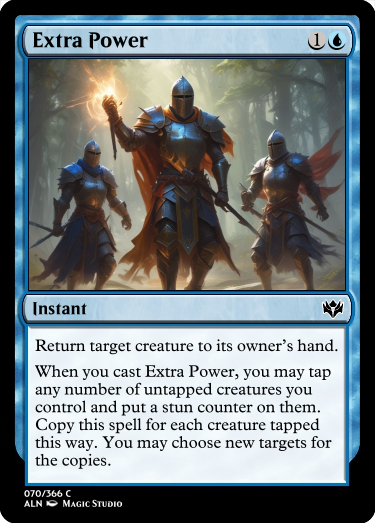 Extra Power 1
Instant
Return target creature to its owner's hand.
When you cast Extra Power, you may tap
any number of untapped creatures you
control and put a stun counter on them.
Copy this spell for each creature tapped
this way. You may choose new targets for
the copies.
070/366 C
ALN Magic Studio